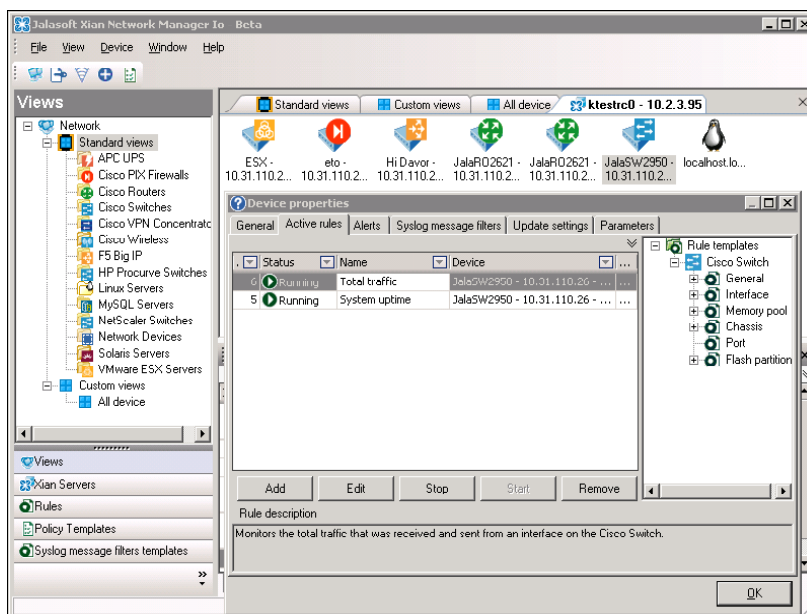 Jalasoft Xian Network Manager Io Beta
File View Device Window Help
Views
Network
Standard views
APC UPS
Cisco PIX Firewalls
Cisco Routers
Cisco Switches
Cisco VPN Concentratc
Cisco Wireless
F5 Big IP
HP Procurve Switches
Linux Servers
MySQL Servers
NetScaler Switches
Network Devices
Solaris Servers
VMware ESX Servers
Custom views
All device
Views
Xian Servers
Rules
Policy Templates
Syslog message filters templates
Standard views Custom views All device ktestrc0 - 10.2.3.95
ESX - eto - Hi Davor - JalaRO2621 - JalaRO2621 - JalaSW2950 - localhost.lo...
10.31.110.2... 10.31.110.2... 10.31.110.2... 10.31.110.2... 10.31.110.2... 10.31.110.2...
Device properties
General Active rules Alerts Syslog message filters Update settings Parameters
. Status Name Device ...
6 Running Total traffic JalaSW2950 - 10.31.110.26 - ... ...
5 Running System uptime JalaSW2950 - 10.31.110.26 - ... ...
Rule templates
Cisco Switch
General
Interface
Memory pool
Chassis
Port
Flash partition
Add Edit Stop Start Remove
Rule description
Monitors the total traffic that was received and sent from an interface on the Cisco Switch.
OK